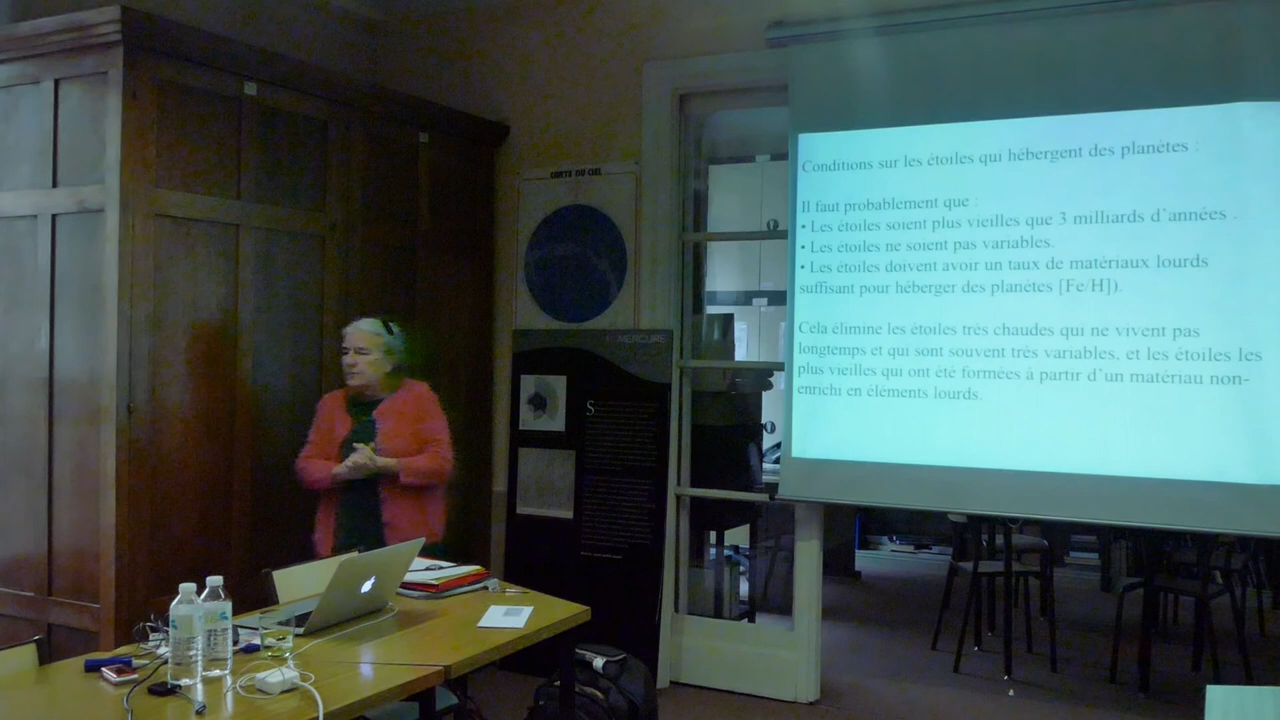 CARTE DU CIEL
MERCURE
S
Conditions sur les étoiles qui hébergent des planètes :
Il faut probablement que :
• Les étoiles soient plus vieilles que 3 milliards d'années .
• Les étoiles ne soient pas variables.
• Les étoiles doivent avoir un taux de matériaux lourds
suffisant pour héberger des planètes [Fe/H]).
Cela élimine les étoiles très chaudes qui ne vivent pas
longtemps et qui sont souvent très variables, et les étoiles les
plus vieilles qui ont été formées à partir d'un matériau non-
enrichi en éléments lourds.